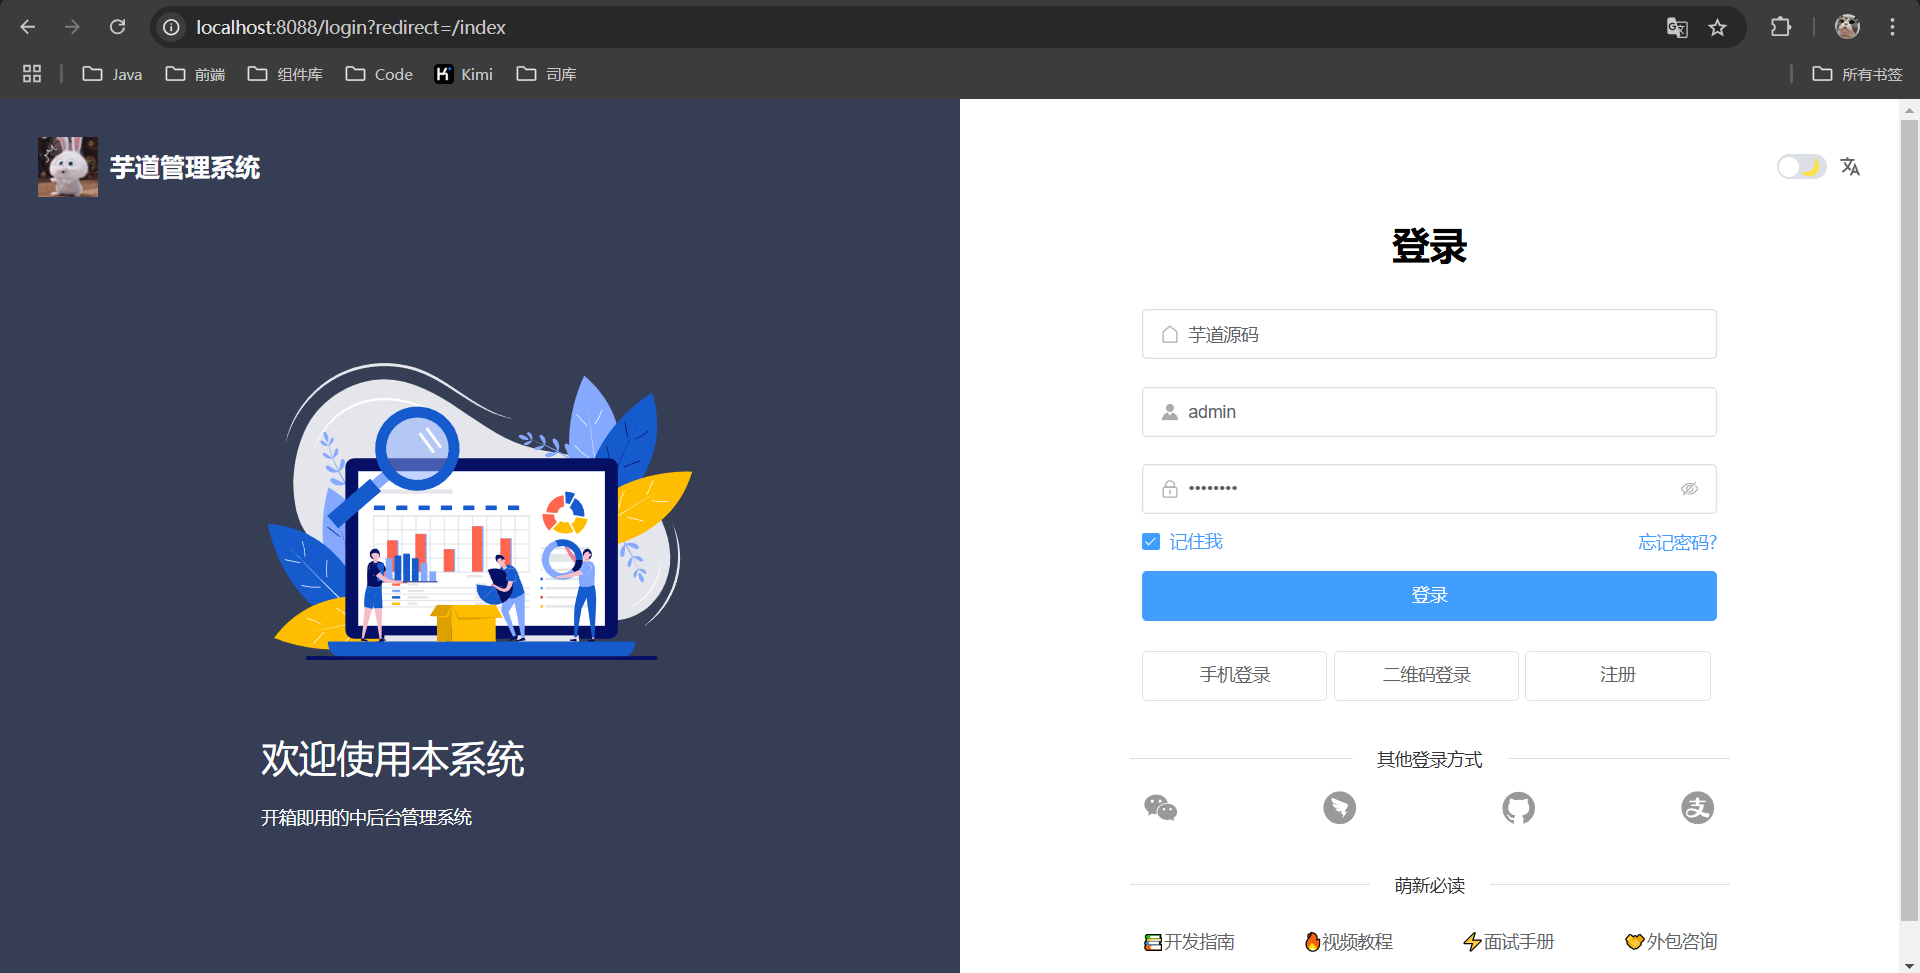 localhost:8088/login?redirect=/index
Java 前端 组件库 Code Kimi 司库 所有书签
芋道管理系统
欢迎使用本系统
开箱即用的中后台管理系统
登录
芋道源码
admin
••••••••
记住我 忘记密码?
登录
手机登录 二维码登录 注册
其他登录方式
萌新必读
📚开发指南 🔥视频教程 ⚡面试手册 🤝外包咨询